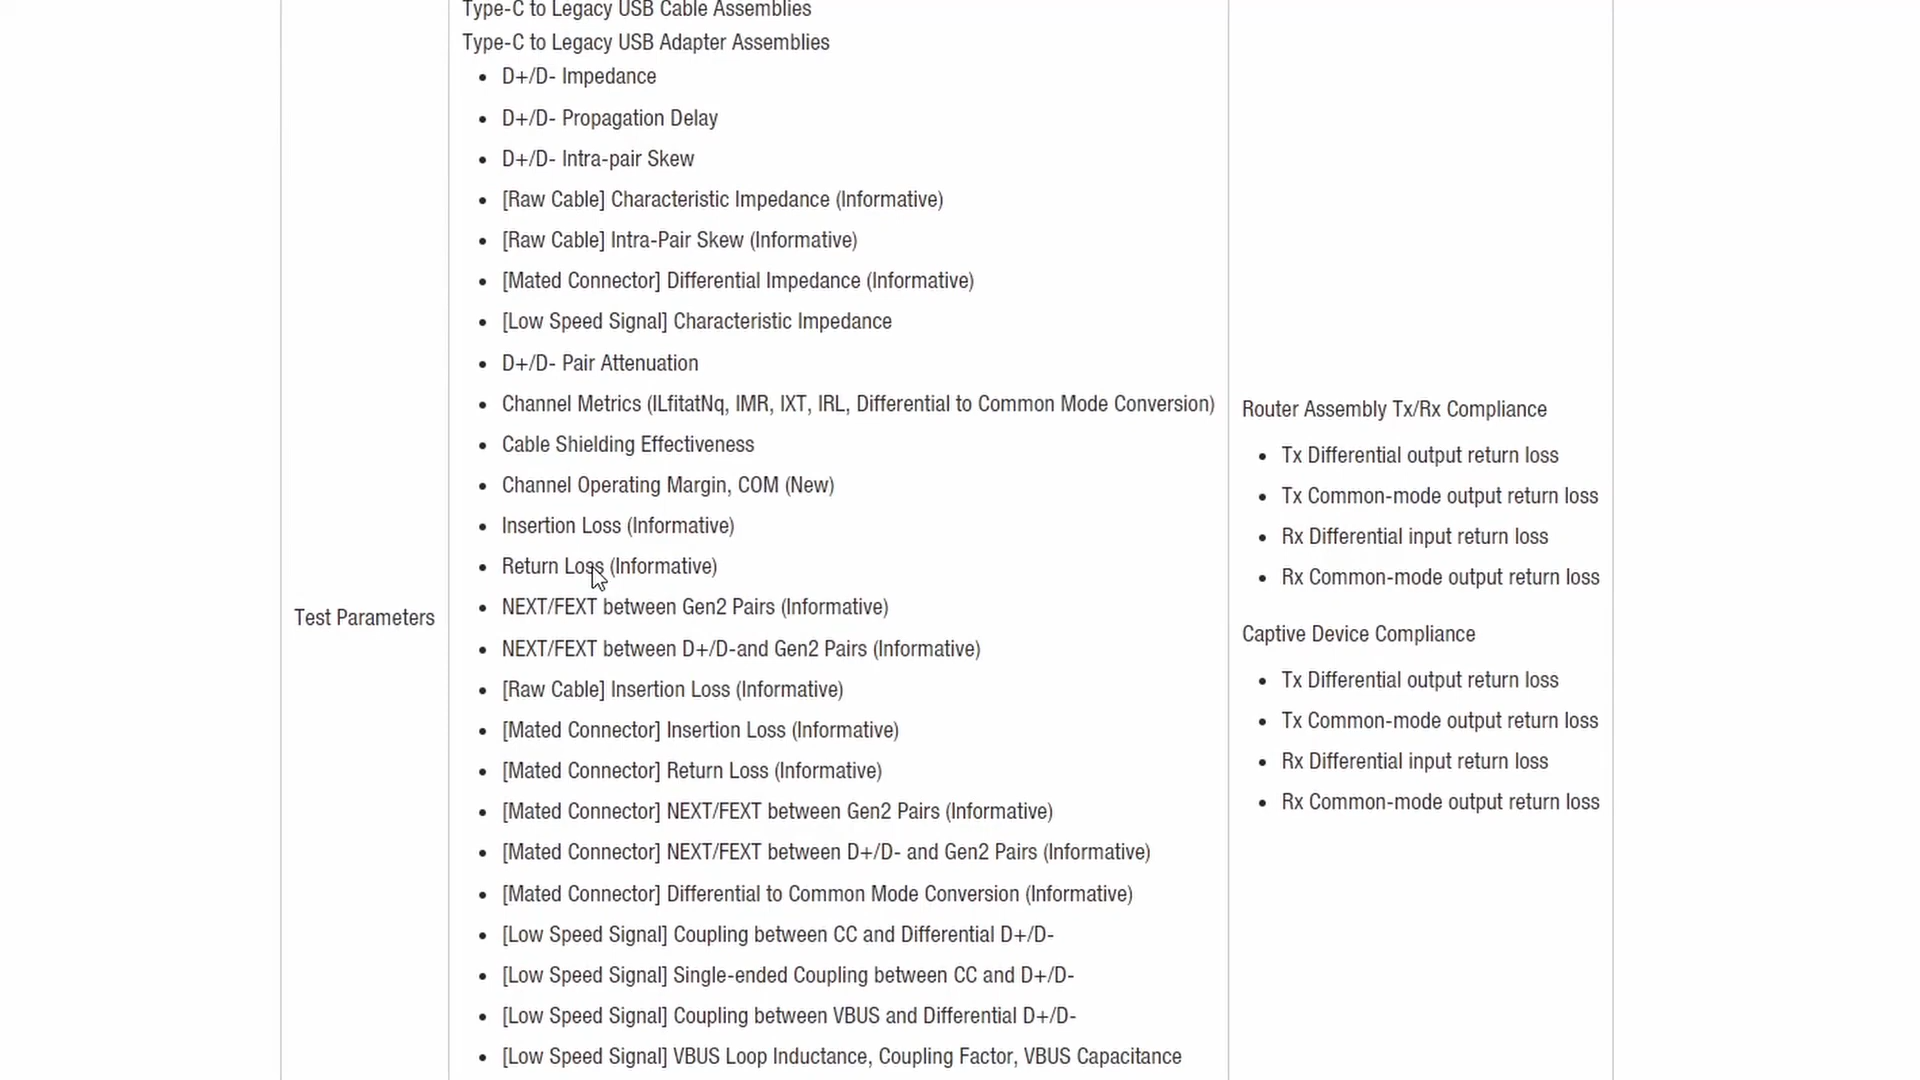 Test Parameters
Type-C to Legacy USB Cable Assemblies
Type-C to Legacy USB Adapter Assemblies
• D+/D- Impedance
• D+/D- Propagation Delay
• D+/D- Intra-pair Skew
• [Raw Cable] Characteristic Impedance (Informative)
• [Raw Cable] Intra-Pair Skew (Informative)
• [Mated Connector] Differential Impedance (Informative)
• [Low Speed Signal] Characteristic Impedance
• D+/D- Pair Attenuation
• Channel Metrics (ILfitatNq, IMR, IXT, IRL, Differential to Common Mode Conversion)
• Cable Shielding Effectiveness
• Channel Operating Margin, COM (New)
• Insertion Loss (Informative)
• Return Loss (Informative)
• NEXT/FEXT between Gen2 Pairs (Informative)
• NEXT/FEXT between D+/D-and Gen2 Pairs (Informative)
• [Raw Cable] Insertion Loss (Informative)
• [Mated Connector] Insertion Loss (Informative)
• [Mated Connector] Return Loss (Informative)
• [Mated Connector] NEXT/FEXT between Gen2 Pairs (Informative)
• [Mated Connector] NEXT/FEXT between D+/D- and Gen2 Pairs (Informative)
• [Mated Connector] Differential to Common Mode Conversion (Informative)
• [Low Speed Signal] Coupling between CC and Differential D+/D-
• [Low Speed Signal] Single-ended Coupling between CC and D+/D-
• [Low Speed Signal] Coupling between VBUS and Differential D+/D-
• [Low Speed Signal] VBUS Loop Inductance, Coupling Factor, VBUS Capacitance
Router Assembly Tx/Rx Compliance
• Tx Differential output return loss
• Tx Common-mode output return loss
• Rx Differential input return loss
• Rx Common-mode output return loss
Captive Device Compliance
• Tx Differential output return loss
• Tx Common-mode output return loss
• Rx Differential input return loss
• Rx Common-mode output return loss